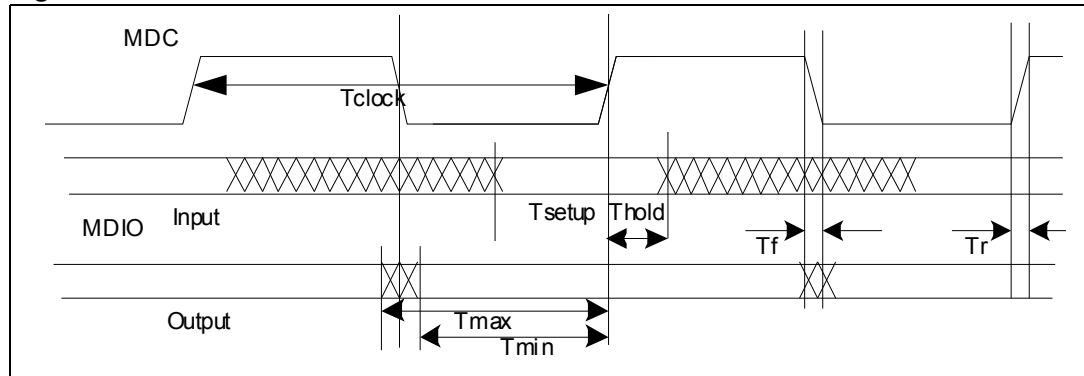 MDC
Tclock
Input
Tsetup
Thold
MDIO
Tf
Tr
Output
Tmax
Tmin